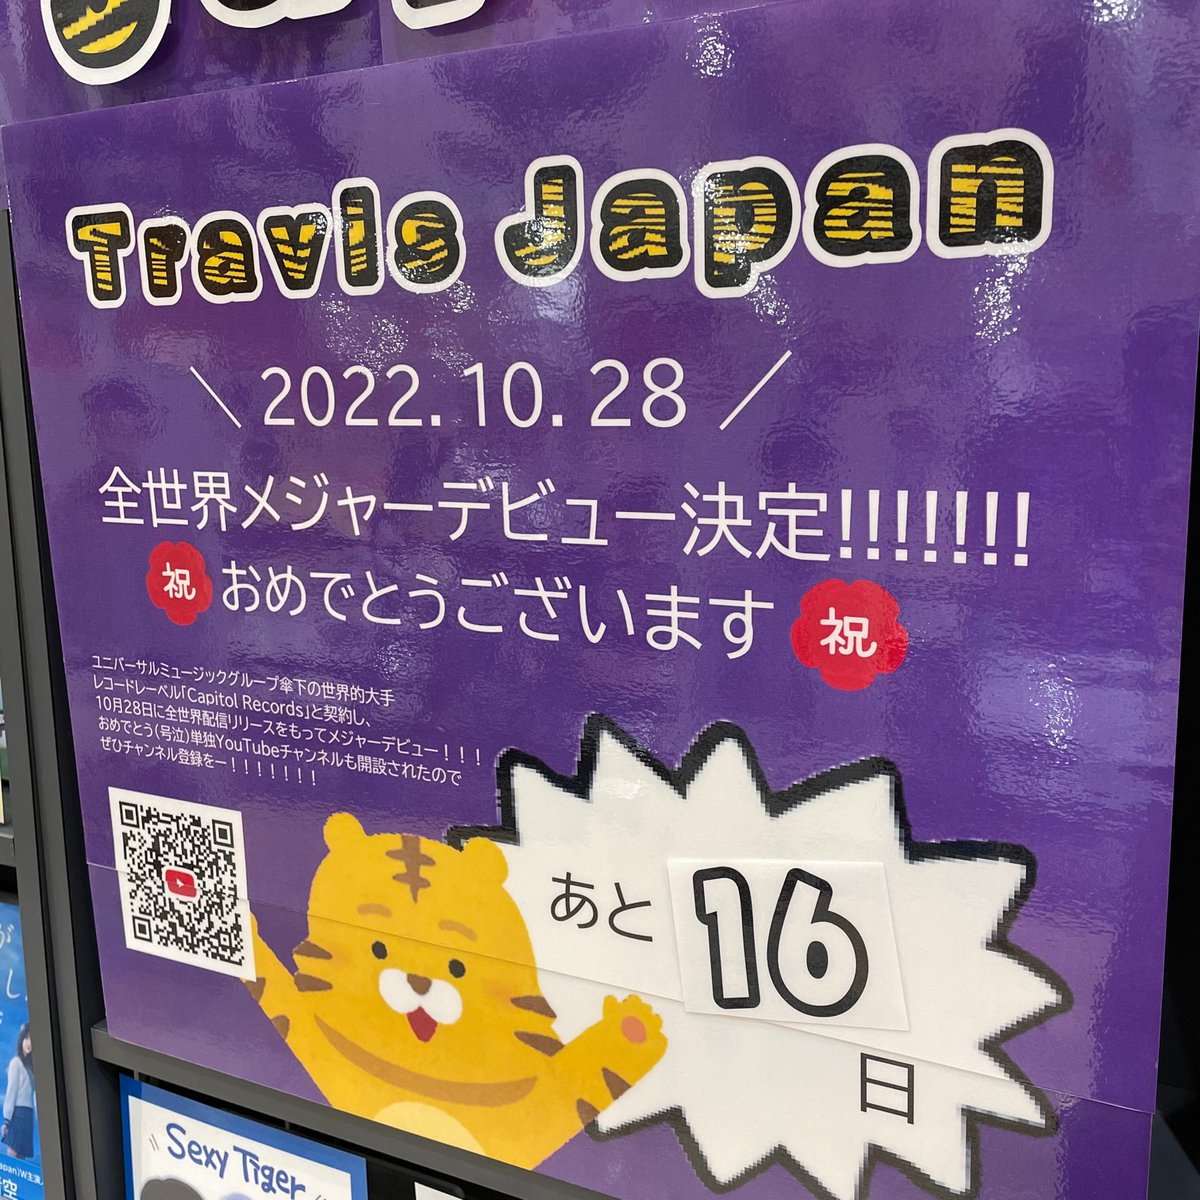 Travis Japan
2022.10.28
全世界メジャーデビュー決定!!!!!!!
祝 おめでとうございます 祝
ユニバーサルミュージックグループ傘下の世界的大手
レコードレーベル「Capitol Records」と契約し、
10月28日に全世界配信リリースをもってメジャーデビュー！！！
おめでとう(号泣)単独YouTubeチャンネルも開設されたので
ぜひチャンネル登録をー！！！！！！！
あと 16
日
Sexy Tiger
が
し
apan)W主演
空